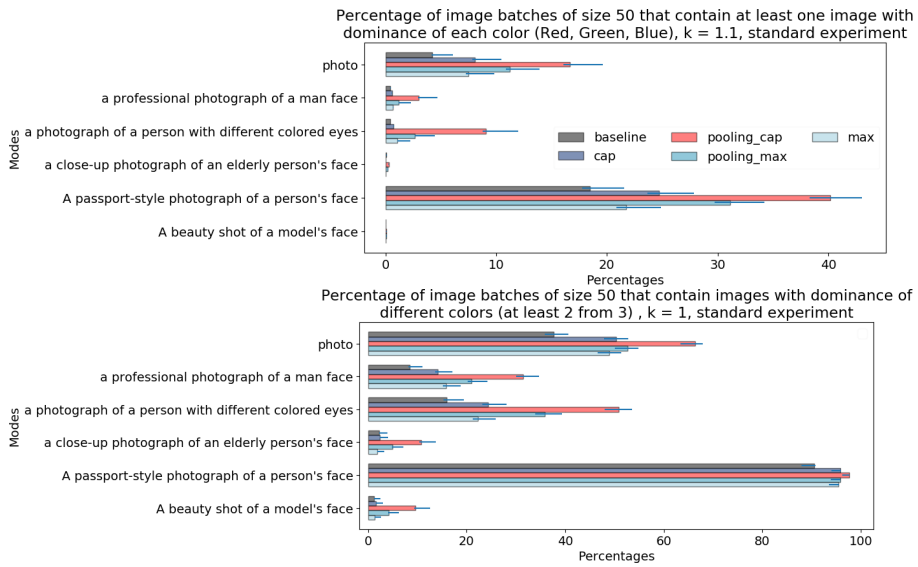 Percentage of image batches of size 50 that contain at least one image with
dominance of each color (Red, Green, Blue), k = 1.1, standard experiment
photo
a professional photograph of a man face
a photograph of a person with different colored eyes
a close-up photograph of an elderly person's face
A passport-style photograph of a person's face
A beauty shot of a model's face
Modes
baseline pooling_cap max
cap pooling_max
0 10 20 30 40
Percentages
Percentage of image batches of size 50 that contain images with dominance of
different colors (at least 2 from 3) , k = 1, standard experiment
photo
a professional photograph of a man face
a photograph of a person with different colored eyes
a close-up photograph of an elderly person's face
A passport-style photograph of a person's face
A beauty shot of a model's face
Modes
0 20 40 60 80 100
Percentages